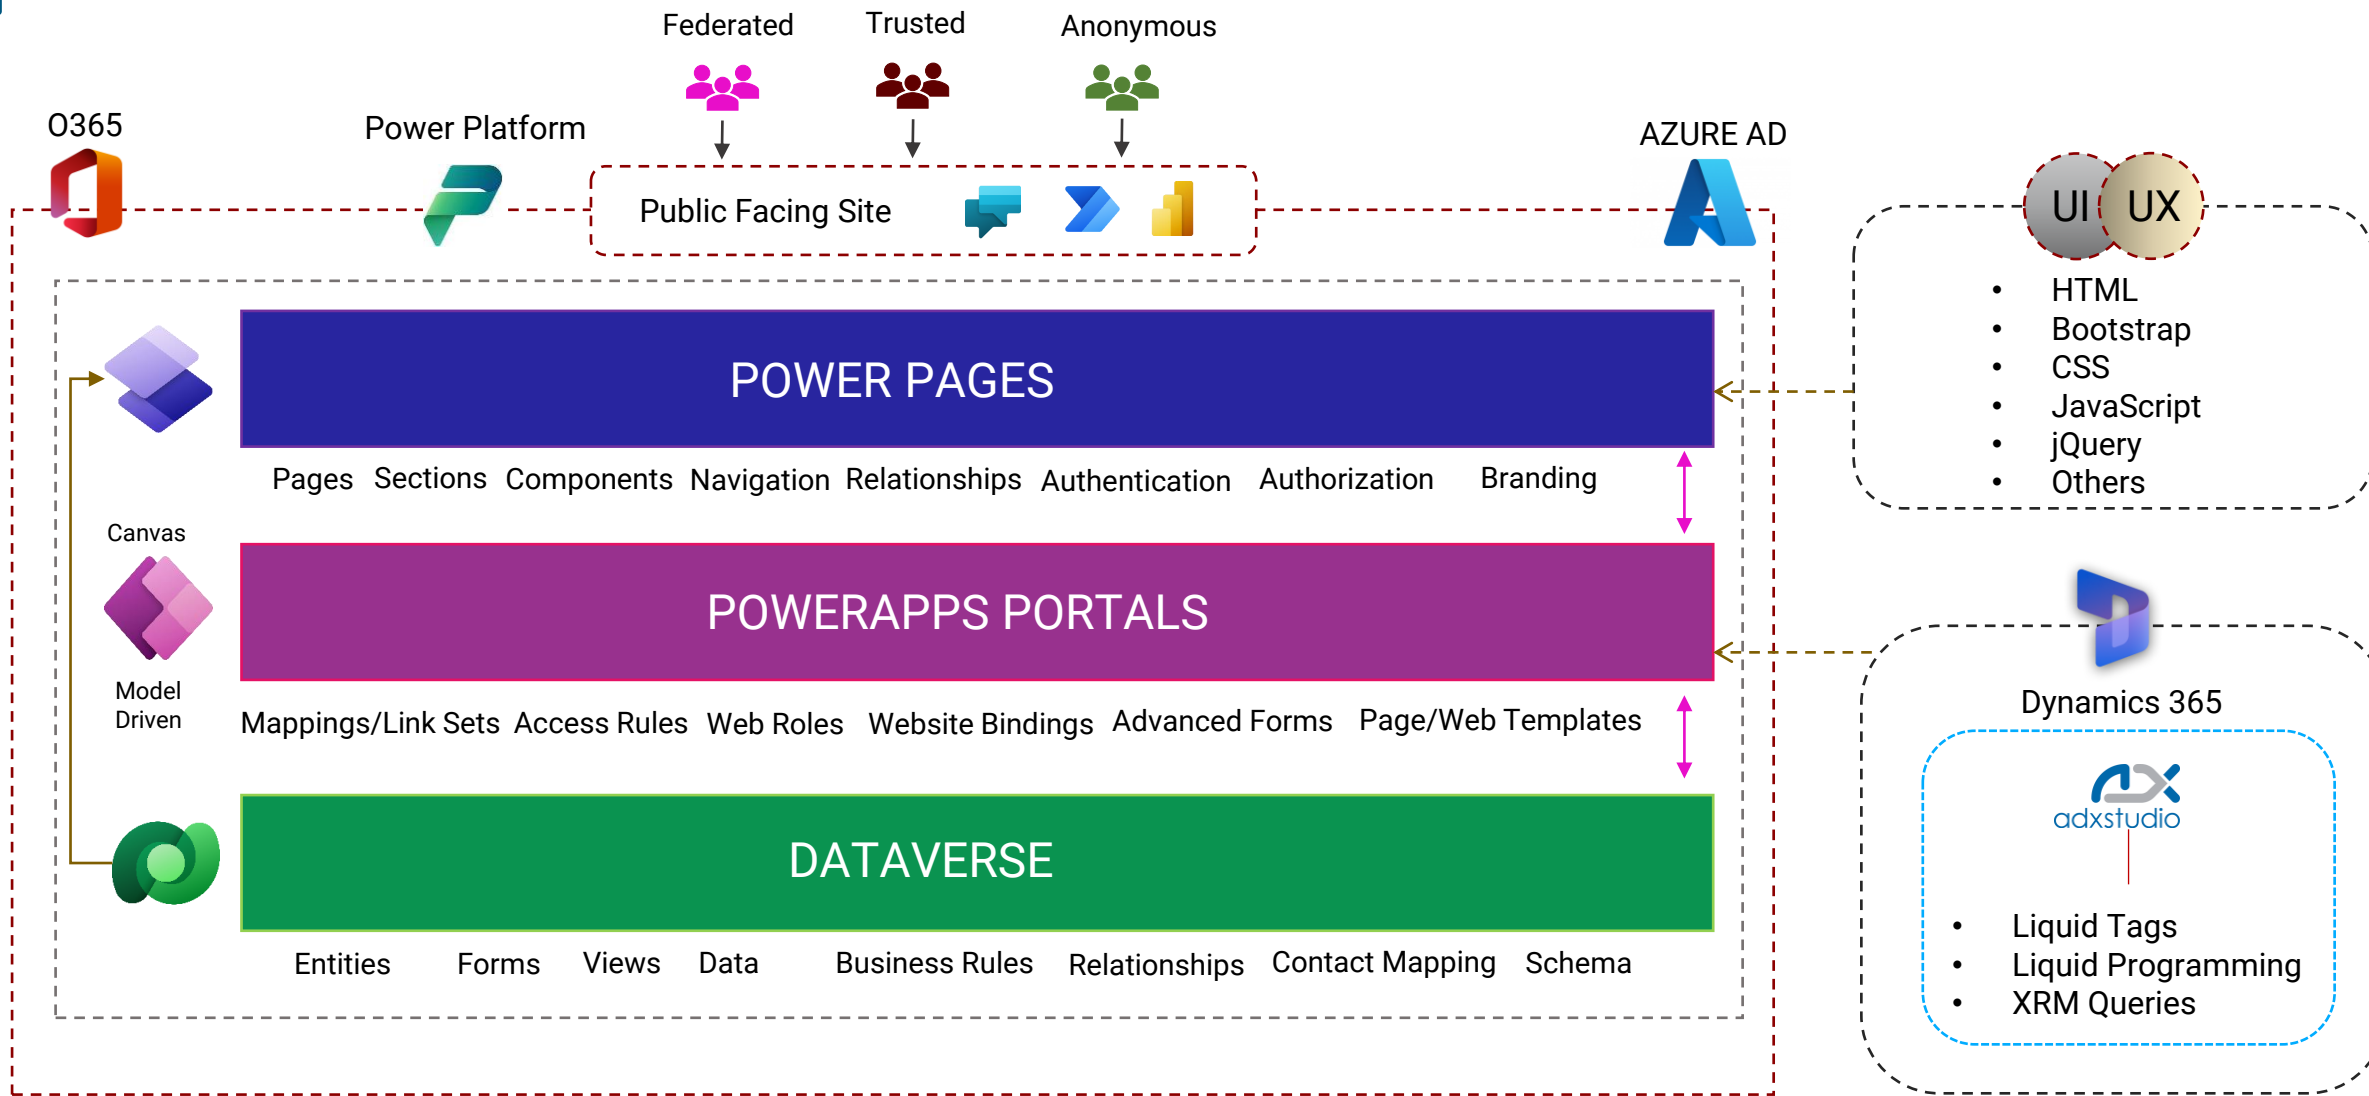 Federated
Trusted
Anonymous
O365
Power Platform
AZURE AD
Public Facing Site
UI UX
HTML
Bootstrap
CSS
JavaScript
jQuery
Others
POWER PAGES
Pages Sections Components Navigation Relationships Authentication Authorization Branding
Canvas
POWERAPPS PORTALS
Model
Driven
Mappings/Link Sets Access Rules Web Roles Website Bindings Advanced Forms Page/Web Templates
DATAVERSE
Entities Forms Views Data Business Rules Relationships Contact Mapping Schema
Dynamics 365
adxstudio
Liquid Tags
Liquid Programming
XRM Queries